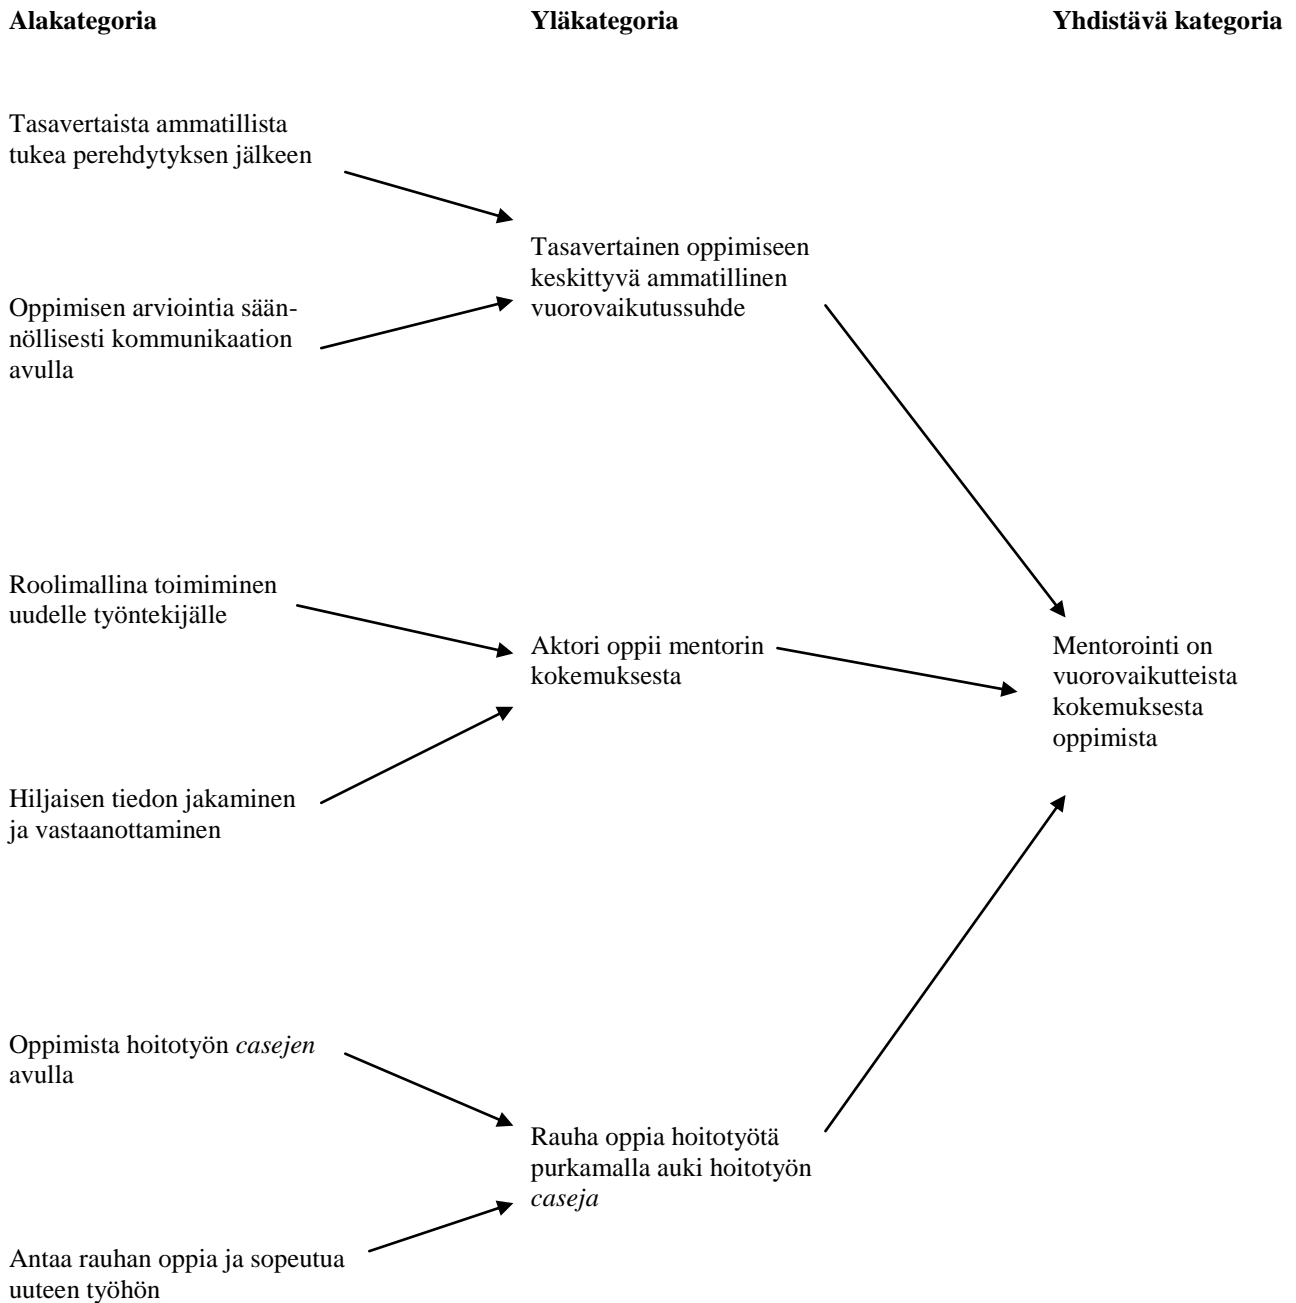 Alakategoria
Yläkategoria
Yhdistävä kategoria
Tasavertaista ammatillista
tukea perehdytyksen jälkeen
Oppimisen arviointia sään-
nöllisesti kommunikaation
avulla
Tasavertainen oppimiseen
keskittyvä ammatillinen
vuorovaikutussuhde
Roolimallina toimiminen
uudelle työntekijälle
Hiljaisen tiedon jakaminen
ja vastaanottaminen
Aktori oppii mentorin
kokemuksesta
Mentorointi on
vuorovaikutteista
kokemuksesta
oppimista
Oppimista hoitotyön casejen
avulla
Antaa rauhan oppia ja sopeutua
uuteen työhön
Rauha oppia hoitotyötä
purkamalla auki hoitotyön
caseja